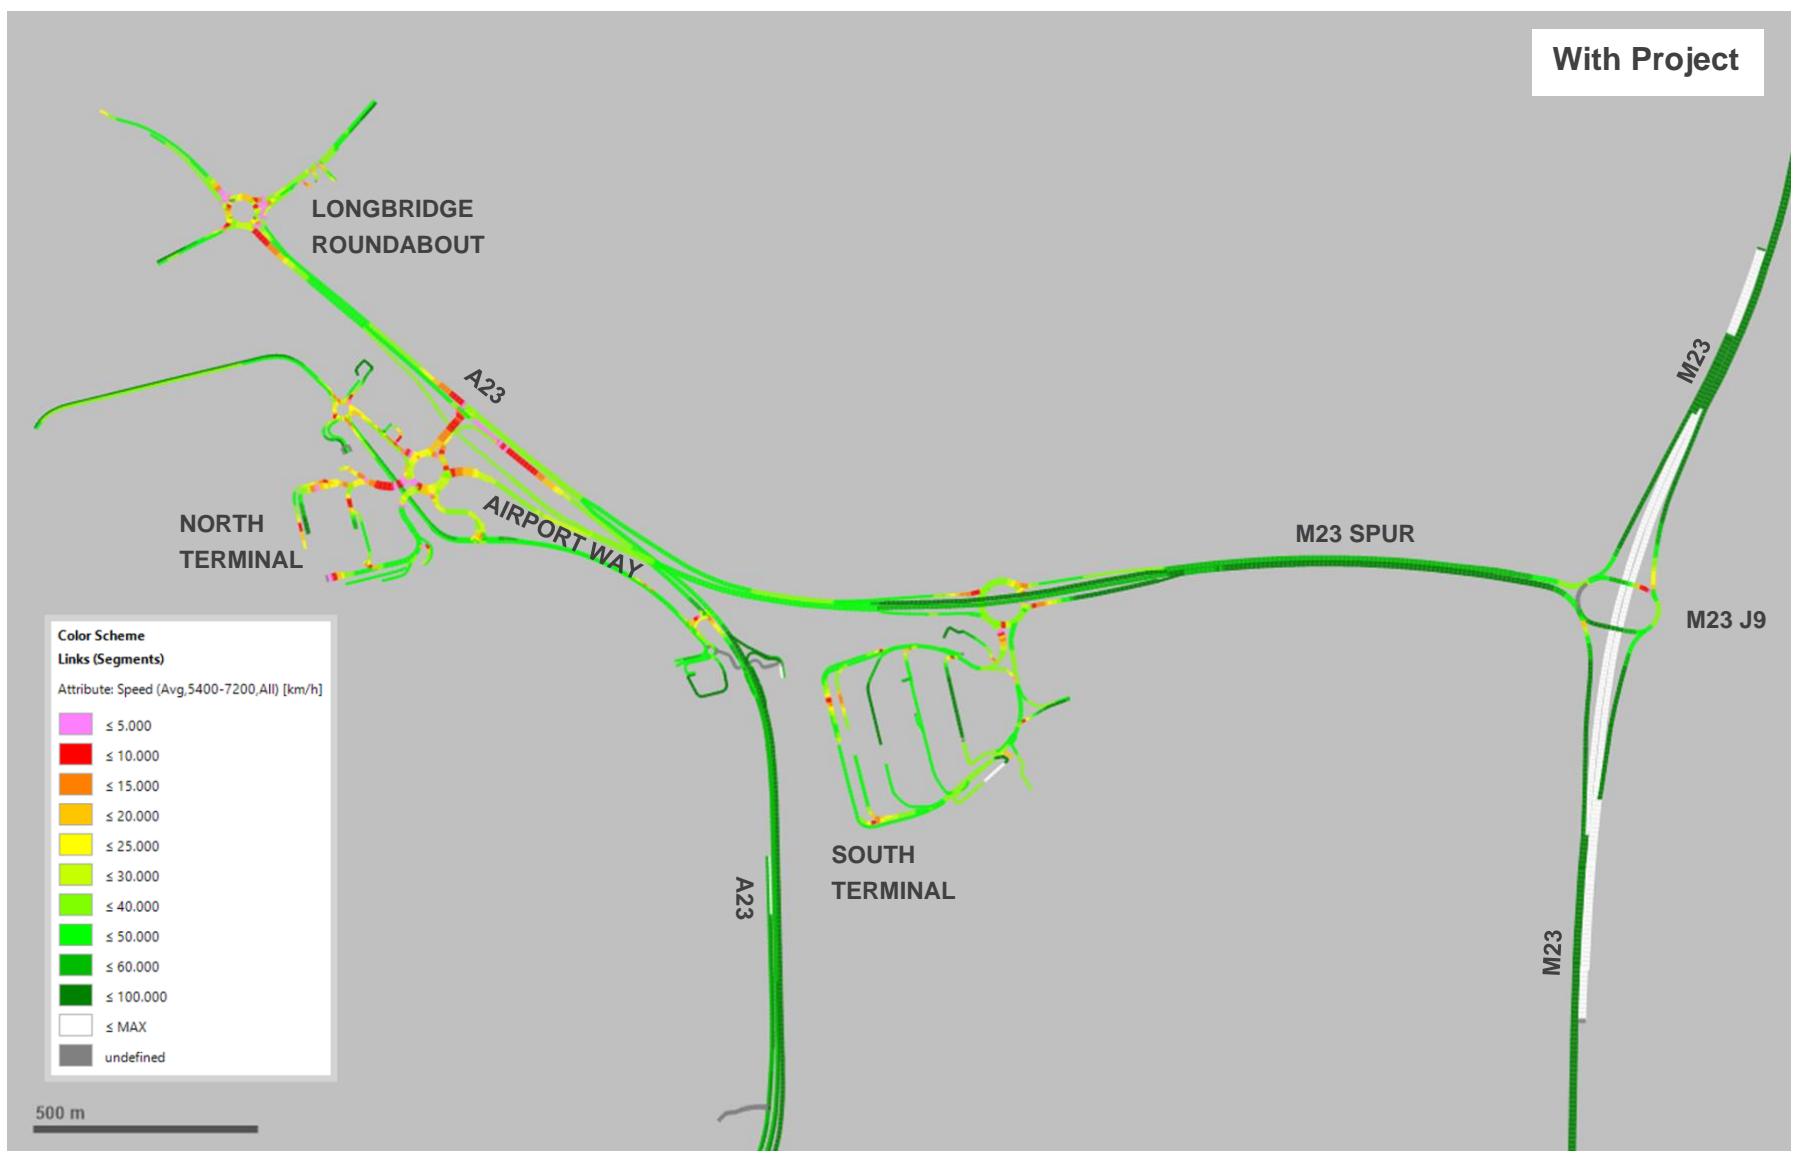 With Project
LONGBRIDGE
ROUNDABOUT
A23
M23
NORTH
TERMINAL
AIRPORT WAY
M23 SPUR
M23 J9
Color Scheme
Links (Segments)
Attribute: Speed (Avg,5400-7200,All) [km/h]
≤ 5.000
≤ 10.000
≤ 15.000
≤ 20.000
≤ 25.000
≤ 30.000
≤ 40.000
≤ 50.000
≤ 60.000
≤ 100.000
≤ MAX
undefined
SOUTH
TERMINAL
A23
M23
500 m